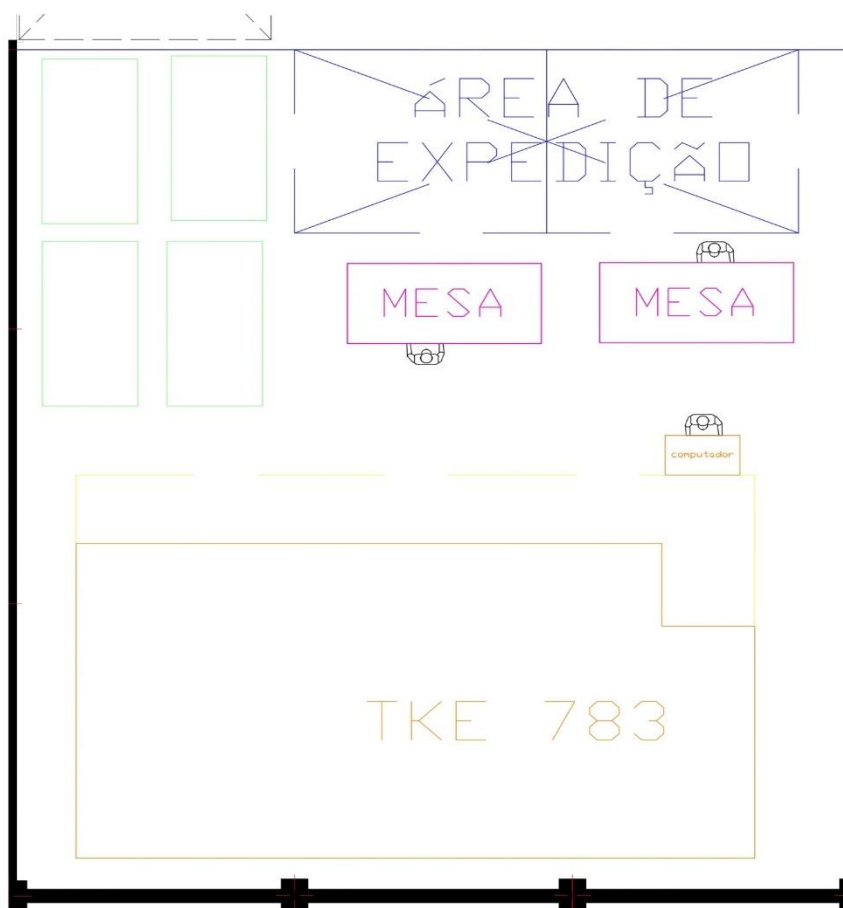 ÁREA DE
EXPEDIÇÃO
MESA
MESA
computador
TKE 783